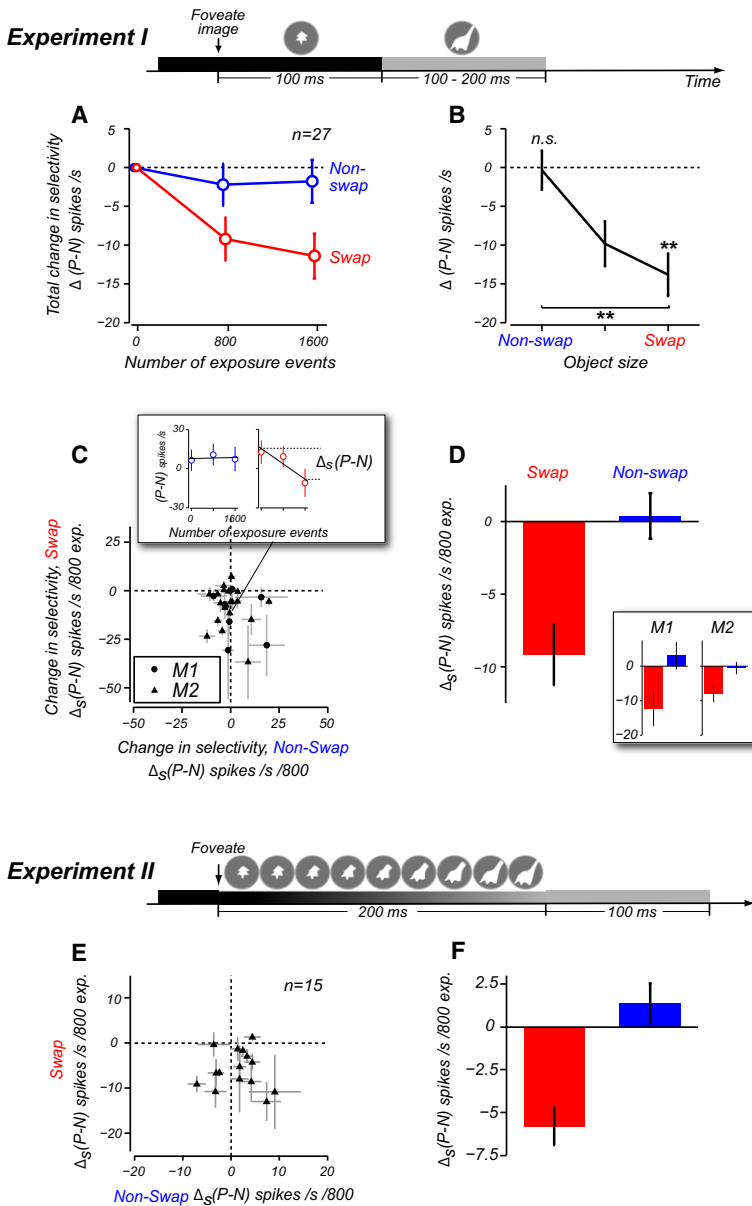 Experiment I
Foveate
image
100 ms
100 - 200 ms
Time
A
Total change in selectivity
Δ (P-N) spikes /s
5
0
−5
−10
−15
−20
n=27
Non-
swap
Swap
0
800
1600
Number of exposure events
B
Δ (P-N) spikes /s
5
0
−5
−10
−15
−20
n.s.
**
**
Non-swap
Swap
Object size
C
(P-N) spikes /s
30
0
−30
0
1600
Δs(P-N)
Number of exposure events
Change in selectivity, Swap
Δs(P-N) spikes /s /800 exp.
25
0
−25
−50
M1
M2
−50
−25
0
25
50
Change in selectivity, Non-Swap
Δs(P-N) spikes /s /800
D
Swap
Non-swap
Δs(P-N) spikes /s /800 exp.
0
−5
−10
M1
M2
0
−10
−20
Experiment II
Foveate
200 ms
100 ms
E
n=15
Swap
Δs(P-N) spikes /s /800 exp.
10
0
−10
−20
−20
−10
0
10
20
Non-Swap Δs(P-N) spikes /s /800
F
Δs(P-N) spikes /s /800 exp.
2.5
0
−2.5
−5
−7.5